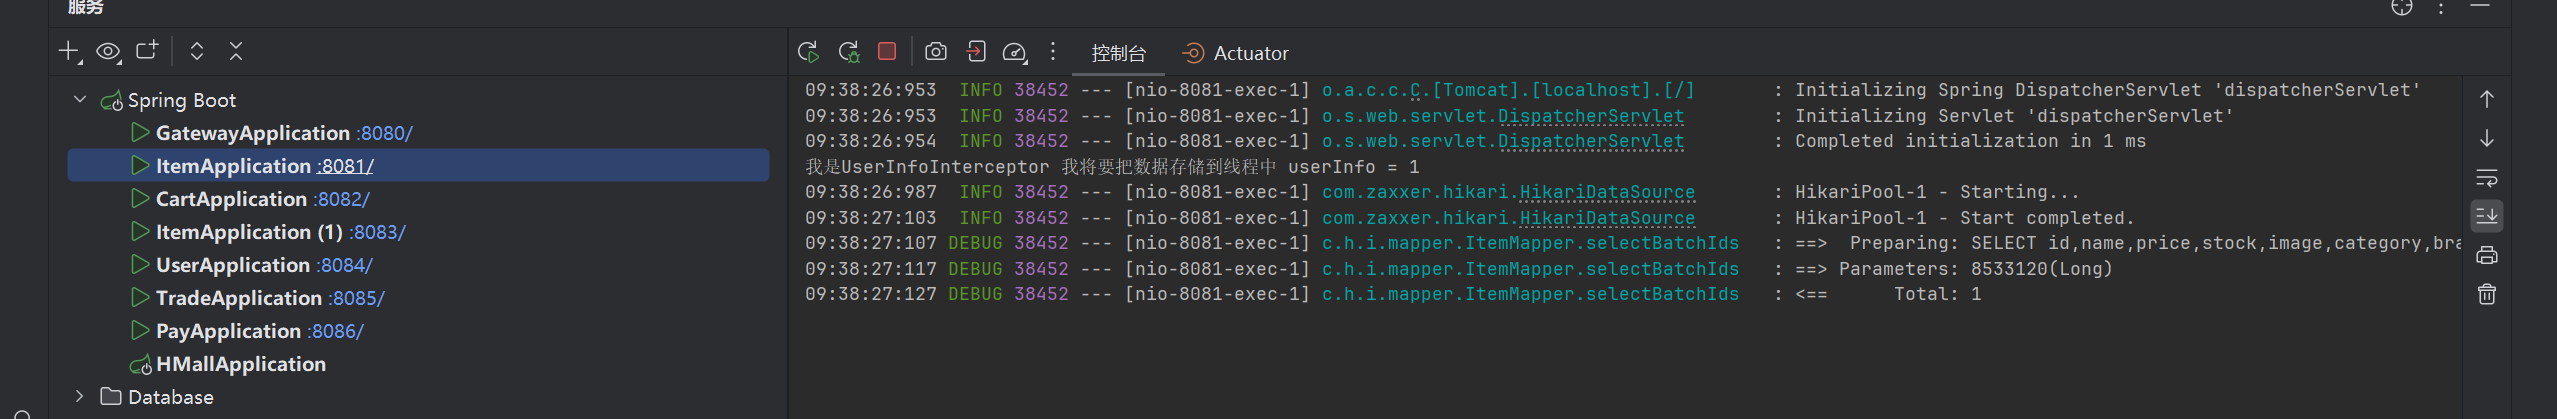 服务
控制台 Actuator
Spring Boot
GatewayApplication :8080/
ItemApplication :8081/
CartApplication :8082/
ItemApplication (1) :8083/
UserApplication :8084/
TradeApplication :8085/
PayApplication :8086/
HMallApplication
Database
09:38:26:953  INFO 38452 --- [nio-8081-exec-1] o.a.c.c.C.[Tomcat].[localhost].[/]       : Initializing Spring DispatcherServlet 'dispatcherServlet'
09:38:26:953  INFO 38452 --- [nio-8081-exec-1] o.s.web.servlet.DispatcherServlet        : Initializing Servlet 'dispatcherServlet'
09:38:26:954  INFO 38452 --- [nio-8081-exec-1] o.s.web.servlet.DispatcherServlet        : Completed initialization in 1 ms
我是UserInfoInterceptor 我将要把数据存储到线程中 userInfo = 1
09:38:26:987  INFO 38452 --- [nio-8081-exec-1] com.zaxxer.hikari.HikariDataSource       : HikariPool-1 - Starting...
09:38:27:103  INFO 38452 --- [nio-8081-exec-1] com.zaxxer.hikari.HikariDataSource       : HikariPool-1 - Start completed.
09:38:27:107 DEBUG 38452 --- [nio-8081-exec-1] c.h.i.mapper.ItemMapper.selectBatchIds   : ==>  Preparing: SELECT id,name,price,stock,image,category,bra
09:38:27:117 DEBUG 38452 --- [nio-8081-exec-1] c.h.i.mapper.ItemMapper.selectBatchIds   : ==> Parameters: 8533120(Long)
09:38:27:127 DEBUG 38452 --- [nio-8081-exec-1] c.h.i.mapper.ItemMapper.selectBatchIds   : <==      Total: 1